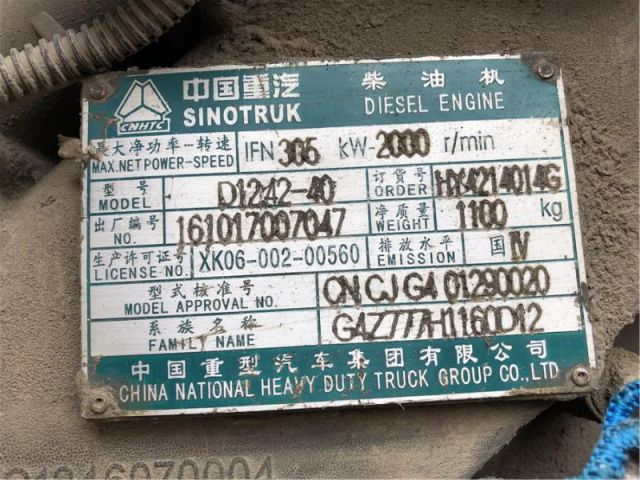 中国重汽 柴油机
CNHTC SINOTRUK DIESEL ENGINE
最大净功率-转速 IFN 305 kW-2000 r/min
MAX.NETPOWER-SPEED
型号 D12.42-40 订货号 HY4214014G
MODEL ORDER
出厂编号 161017007047 净质量 1100 kg
NO. WEIGHT
生产许可证号 XK06-002-00560 排放水平 国IV
LICENSE NO. EMISSION
型式核准号 CN CJ G4 01290020
MODEL APPROVAL NO.
系族名称 G4Z777AH1160D12
FAMILY NAME
中国重型汽车集团有限公司
CHINA NATIONAL HEAVY DUTY TRUCK GROUP CO.,LTD